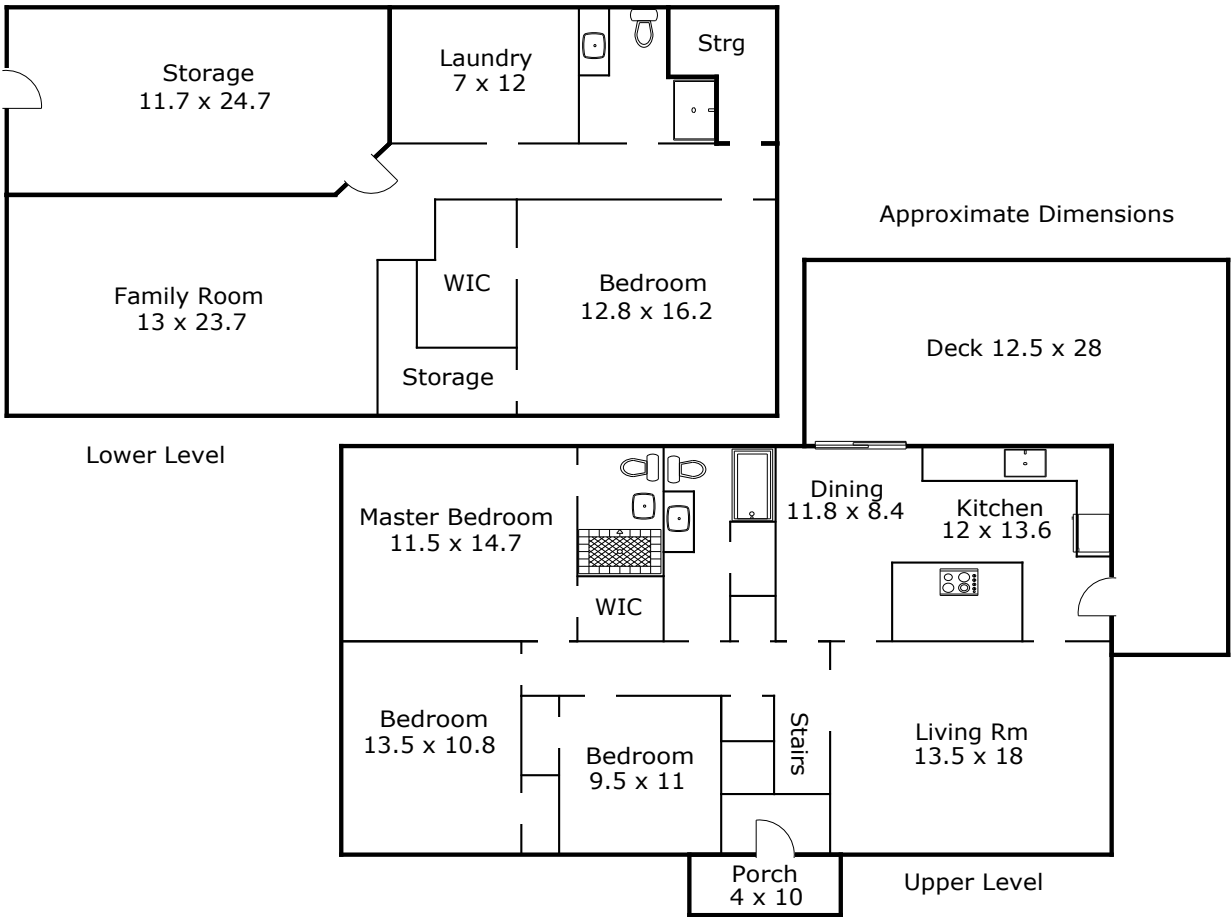 Storage
11.7 x 24.7
Laundry
7 x 12
Strg
Family Room
13 x 23.7
WIC
Bedroom
12.8 x 16.2
Storage
Lower Level
Approximate Dimensions
Deck 12.5 x 28
Master Bedroom
11.5 x 14.7
WIC
Dining
11.8 x 8.4
Kitchen
12 x 13.6
Bedroom
13.5 x 10.8
Bedroom
9.5 x 11
Stairs
Living Rm
13.5 x 18
Porch
4 x 10
Upper Level